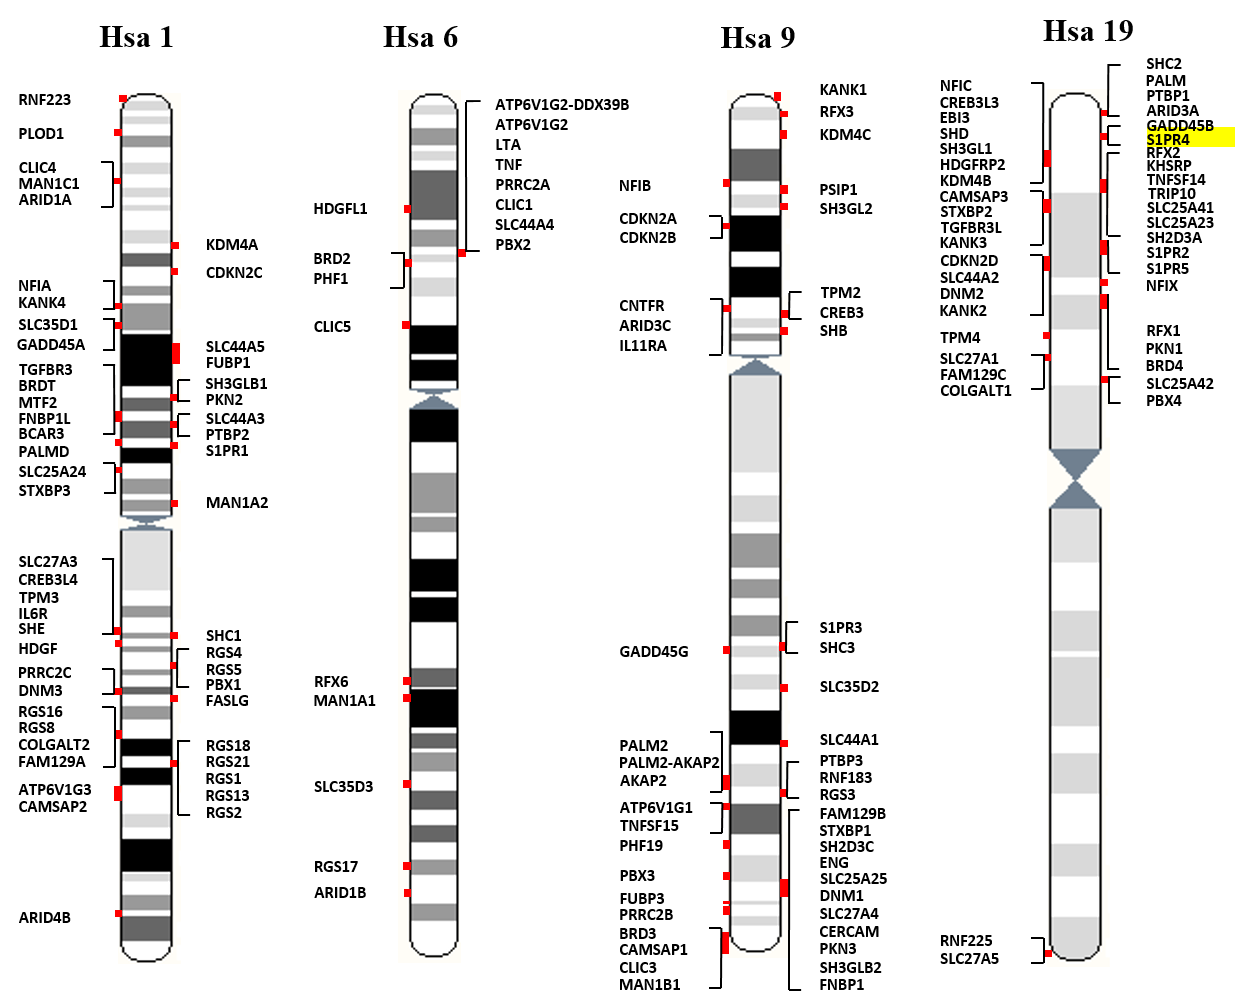 Hsa 1
RNF223
PLOD1
CLIC4
MAN1C1
ARID1A
KDM4A
CDKN2C
NFIA
KANK4
SLC35D1
GADD45A
SLC44A5
FUBP1
TGFBR3
BRDT
MTF2
FNBP1L
BCAR3
SH3GLB1
PKN2
SLC44A3
PTBP2
PALMD
S1PR1
SLC25A24
STXBP3
MAN1A2
SLC27A3
CREB3L4
TPM3
IL6R
SHE
HDGF
SHC1
RGS4
RGS5
PBX1
PRRC2C
DNM3
FASLG
RGS16
RGS8
COLGALT2
FAM129A
RGS18
RGS21
RGS1
RGS13
RGS2
ATP6V1G3
CAMSAP2
ARID4B
Hsa 6
ATP6V1G2-DDX39B
ATP6V1G2
LTA
TNF
PRRC2A
CLIC1
SLC44A4
PBX2
HDGFL1
BRD2
PHF1
CLIC5
RFX6
MAN1A1
SLC35D3
RGS17
ARID1B
Hsa 9
KANK1
RFX3
KDM4C
NFIB
PSIP1
SH3GL2
CDKN2A
CDKN2B
CNTFR
ARID3C
IL11RA
TPM2
CREB3
SHB
S1PR3
SHC3
GADD45G
SLC35D2
SLC44A1
PALM2
PALM2-AKAP2
AKAP2
PTBP3
RNF183
RGS3
ATP6V1G1
TNFSF15
PHF19
PBX3
FUBP3
PRRC2B
BRD3
CAMSAP1
CLIC3
MAN1B1
FAM129B
STXBP1
SH2D3C
ENG
SLC25A25
DNM1
SLC27A4
CERCAM
PKN3
SH3GLB2
FNBP1
Hsa 19
NFIC
CREB3L3
EBI3
SHD
SH3GL1
HDGFRP2
KDM4B
CAMSAP3
STXBP2
TGFBR3L
KANK3
CDKN2D
SLC44A2
DNM2
KANK2
TPM4
SLC27A1
FAM129C
COLGALT1
SHC2
PALM
PTBP1
ARID3A
GADD45B
S1PR4
RFX2
KHSRP
TNFSF14
TRIP10
SLC25A41
SLC25A23
SH2D3A
S1PR2
S1PR5
NFIX
RFX1
PKN1
BRD4
SLC25A42
PBX4
RNF225
SLC27A5